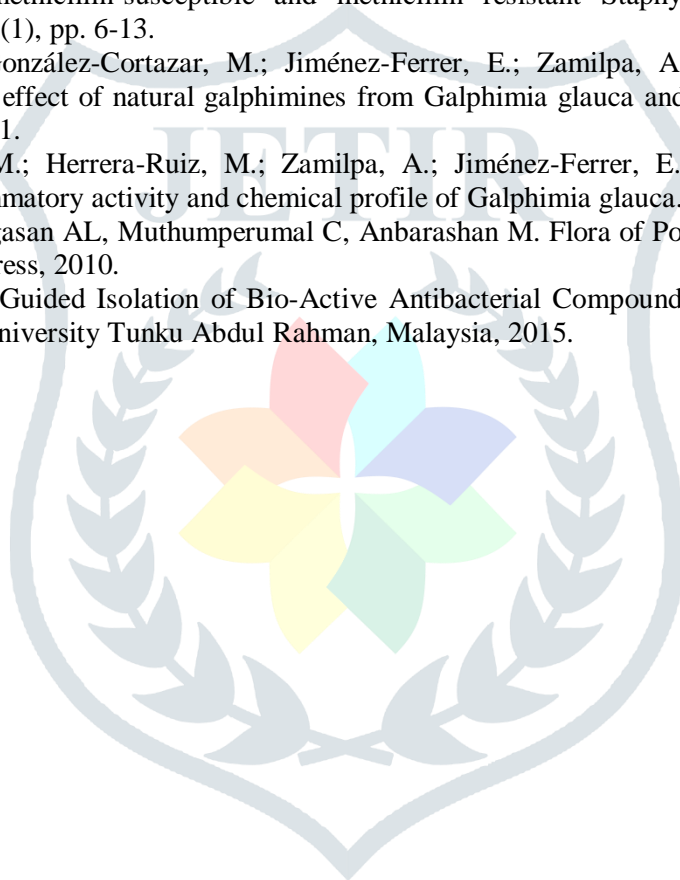 methicillin-susceptible and methicillin resistant Staphy
(1), pp. 6-13.
González-Cortazar, M.; Jiménez-Ferrer, E.; Zamilpa, A
effect of natural galphimines from Galphimia glauca and
1.
M.; Herrera-Ruiz, M.; Zamilpa, A.; Jiménez-Ferrer, E.
mmatory activity and chemical profile of Galphimia glauca.
gasan AL, Muthumperumal C, Anbarashan M. Flora of Po
ress, 2010.
Guided Isolation of Bio-Active Antibacterial Compound
niversity Tunku Abdul Rahman, Malaysia, 2015.
JETIR